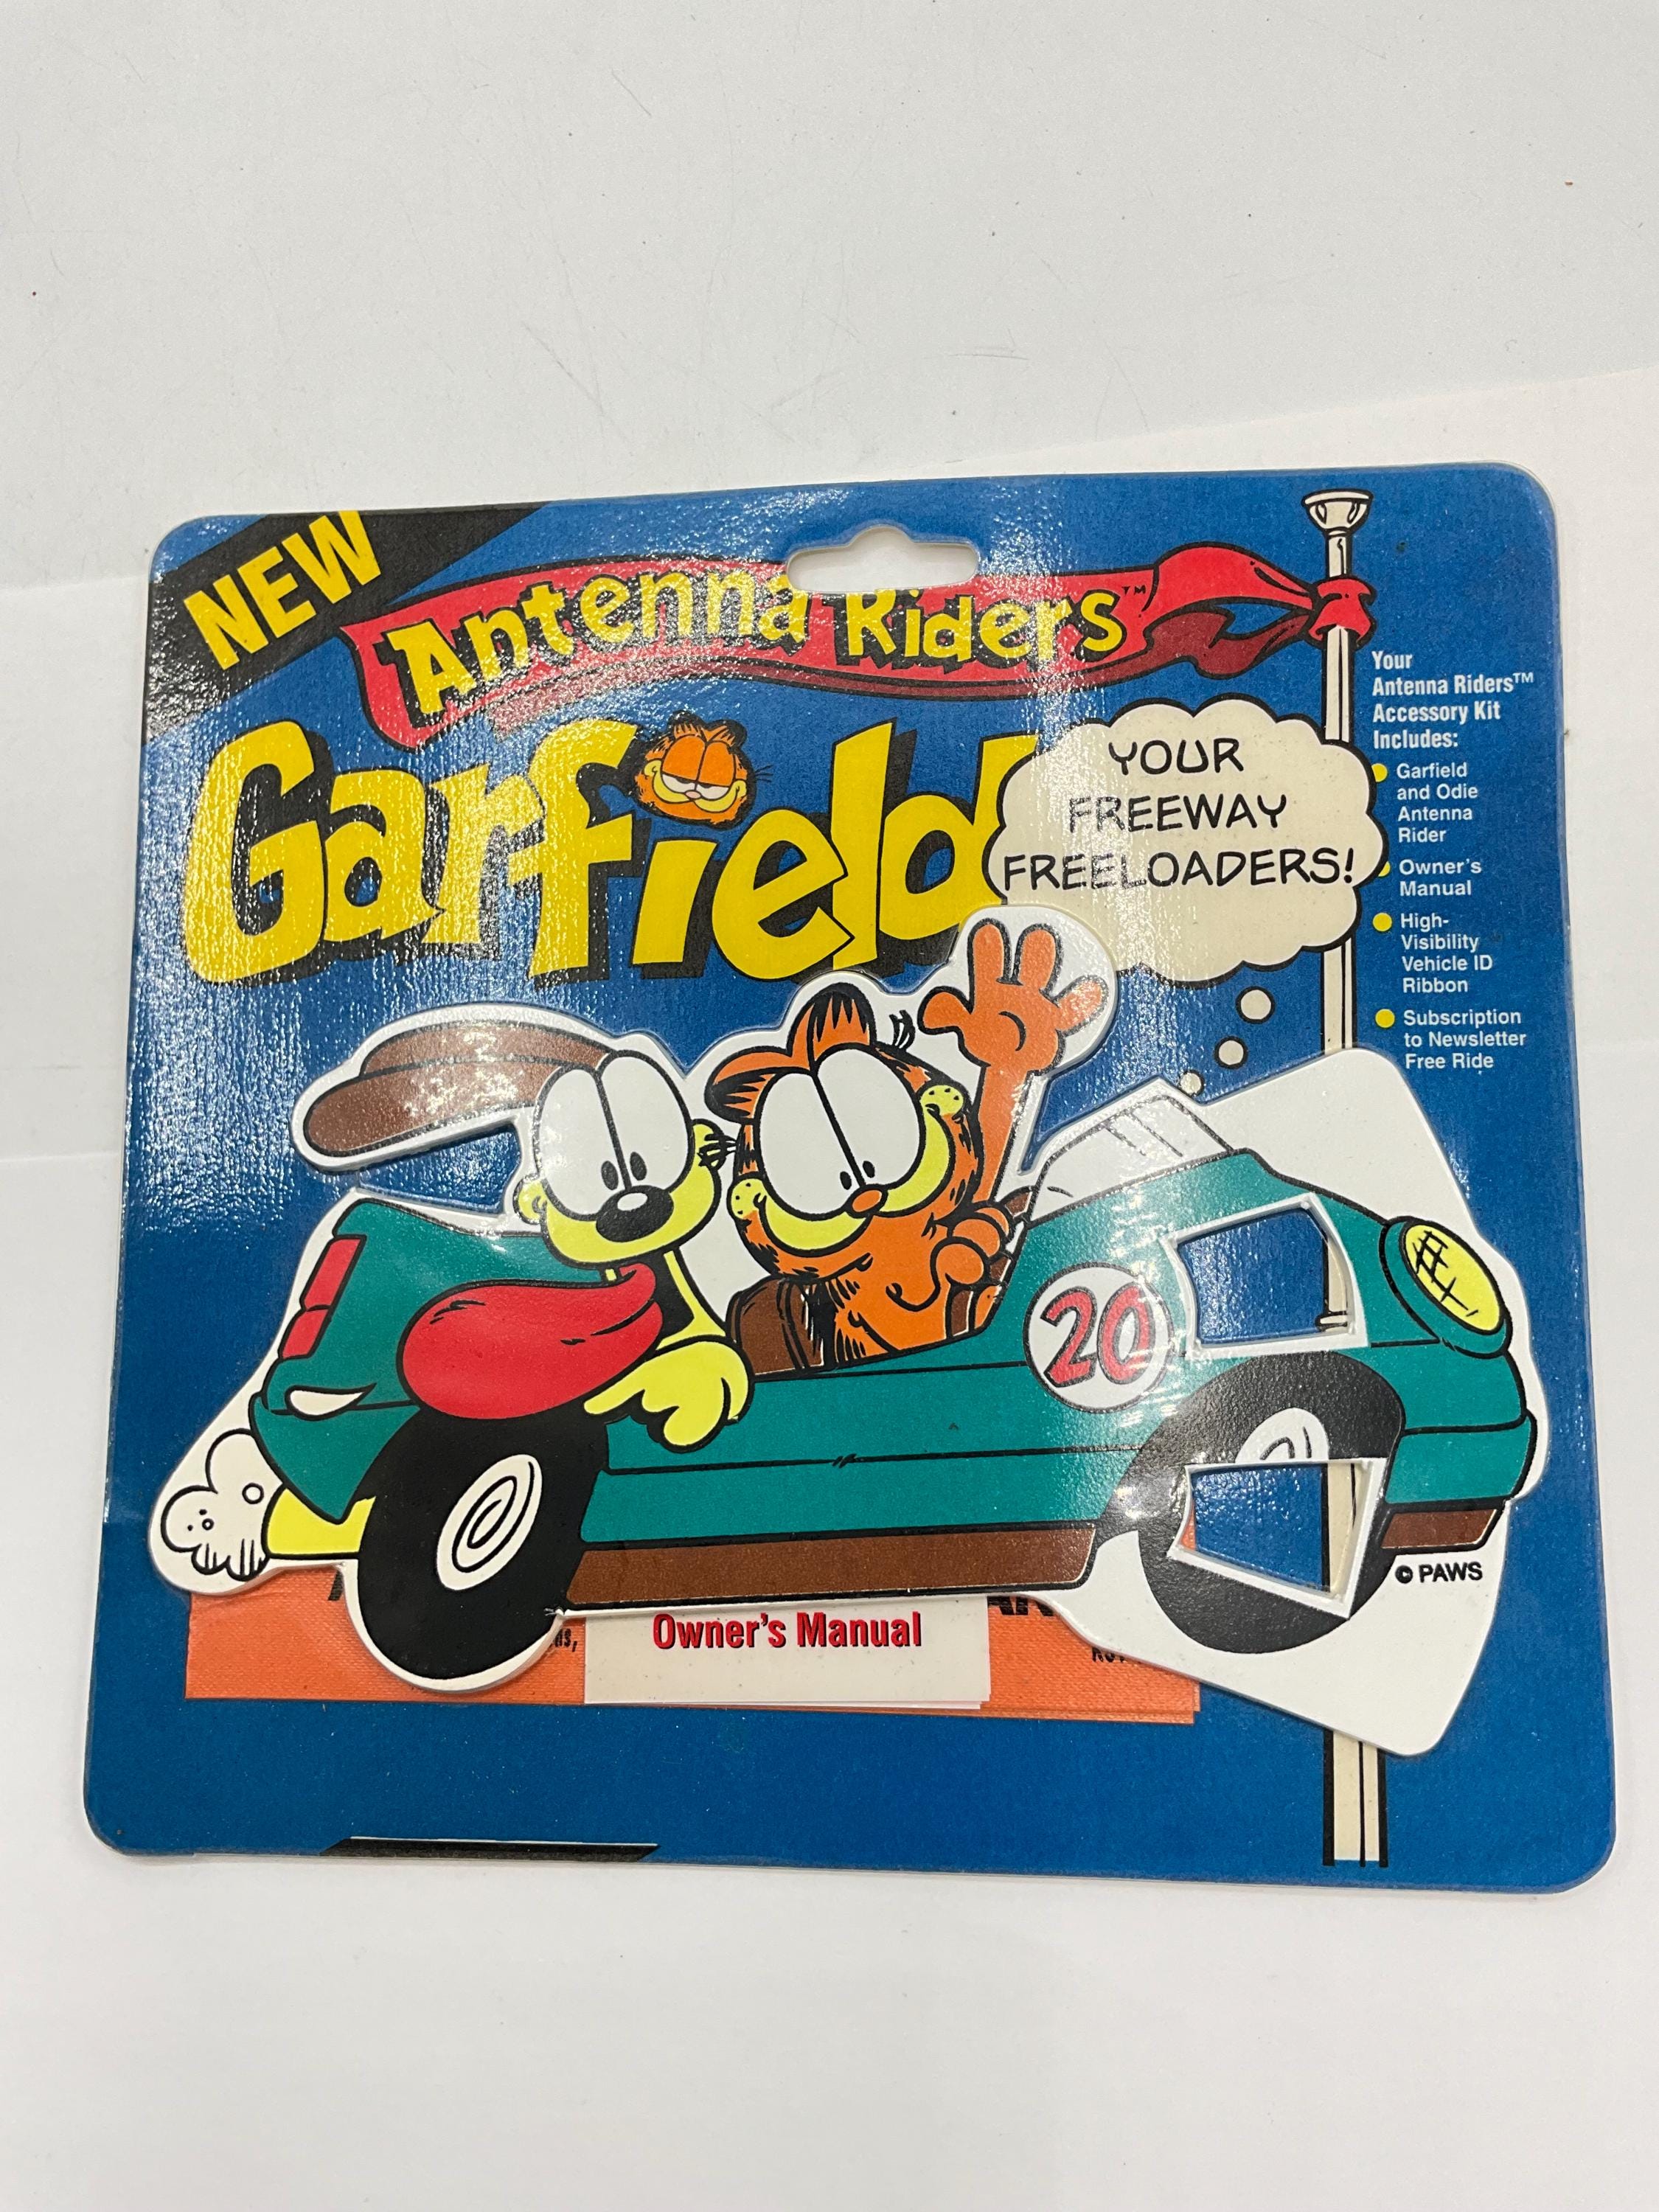 NEW
Antenna Riders™
Garfield
YOUR
FREEWAY
FREELOADERS!
Your
Antenna Riders™
Accessory Kit
Includes:
Garfield
and Odie
Antenna
Rider
Owner's
Manual
High-
Visibility
Vehicle ID
Ribbon
Subscription
to Newsletter
Free Ride
20
© PAWS
Owner's Manual